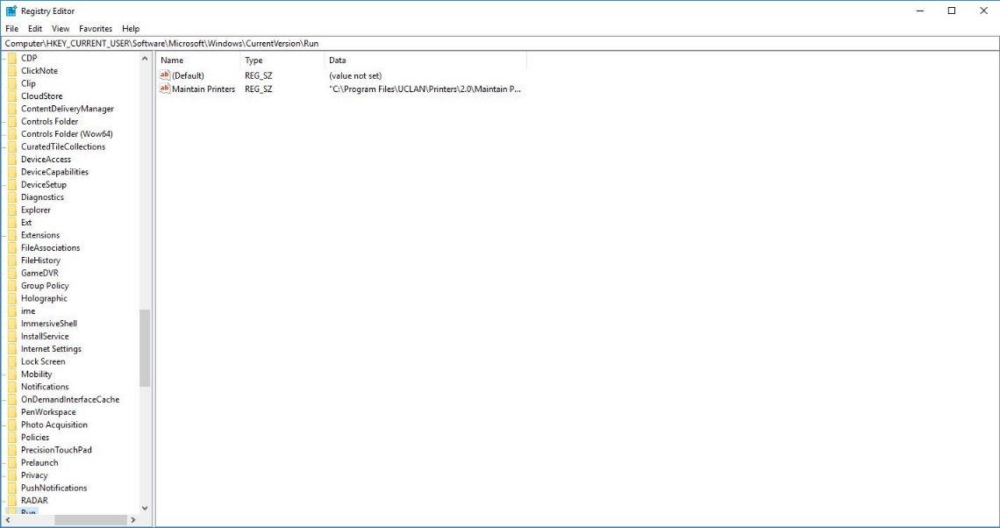 Registry Editor
File Edit View Favorites Help
Computer\HKEY_CURRENT_USER\Software\Microsoft\Windows\CurrentVersion\Run
CDP
ClickNote
Clip
CloudStore
ContentDeliveryManager
Controls Folder
Controls Folder (Wow64)
CuratedTileCollections
DeviceAccess
DeviceCapabilities
DeviceSetup
Diagnostics
Explorer
Ext
Extensions
FileAssociations
FileHistory
GameDVR
Group Policy
Holographic
ime
ImmersiveShell
InstallService
Internet Settings
Lock Screen
Mobility
Notifications
OnDemandInterfaceCache
PenWorkspace
Photo Acquisition
Policies
PrecisionTouchPad
Prelaunch
Privacy
PushNotifications
RADAR
Run
Name Type Data
ab (Default) REG_SZ (value not set)
ab Maintain Printers REG_SZ "C:\Program Files\UCLAN\Printers\2.0\Maintain P...